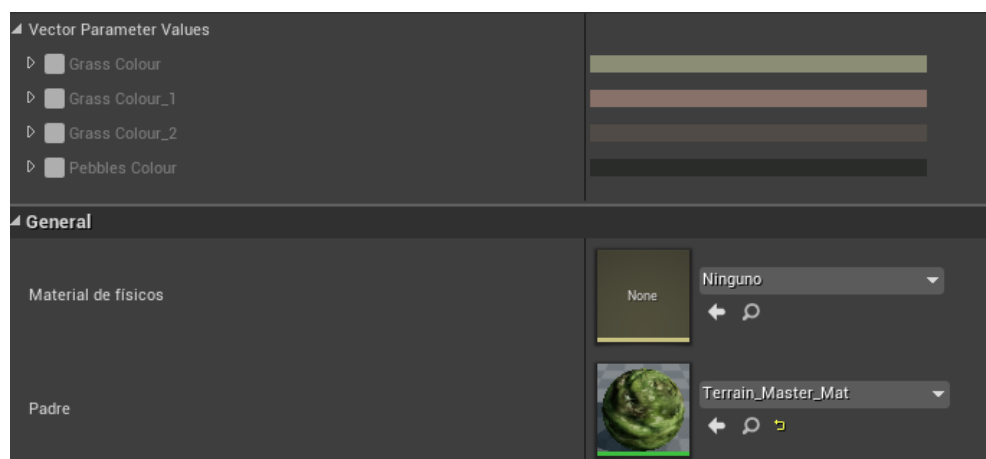 Vector Parameter Values
Grass Colour
Grass Colour_1
Grass Colour_2
Pebbles Colour
General
Material de físicos
None
Ninguno
Padre
Terrain_Master_Mat